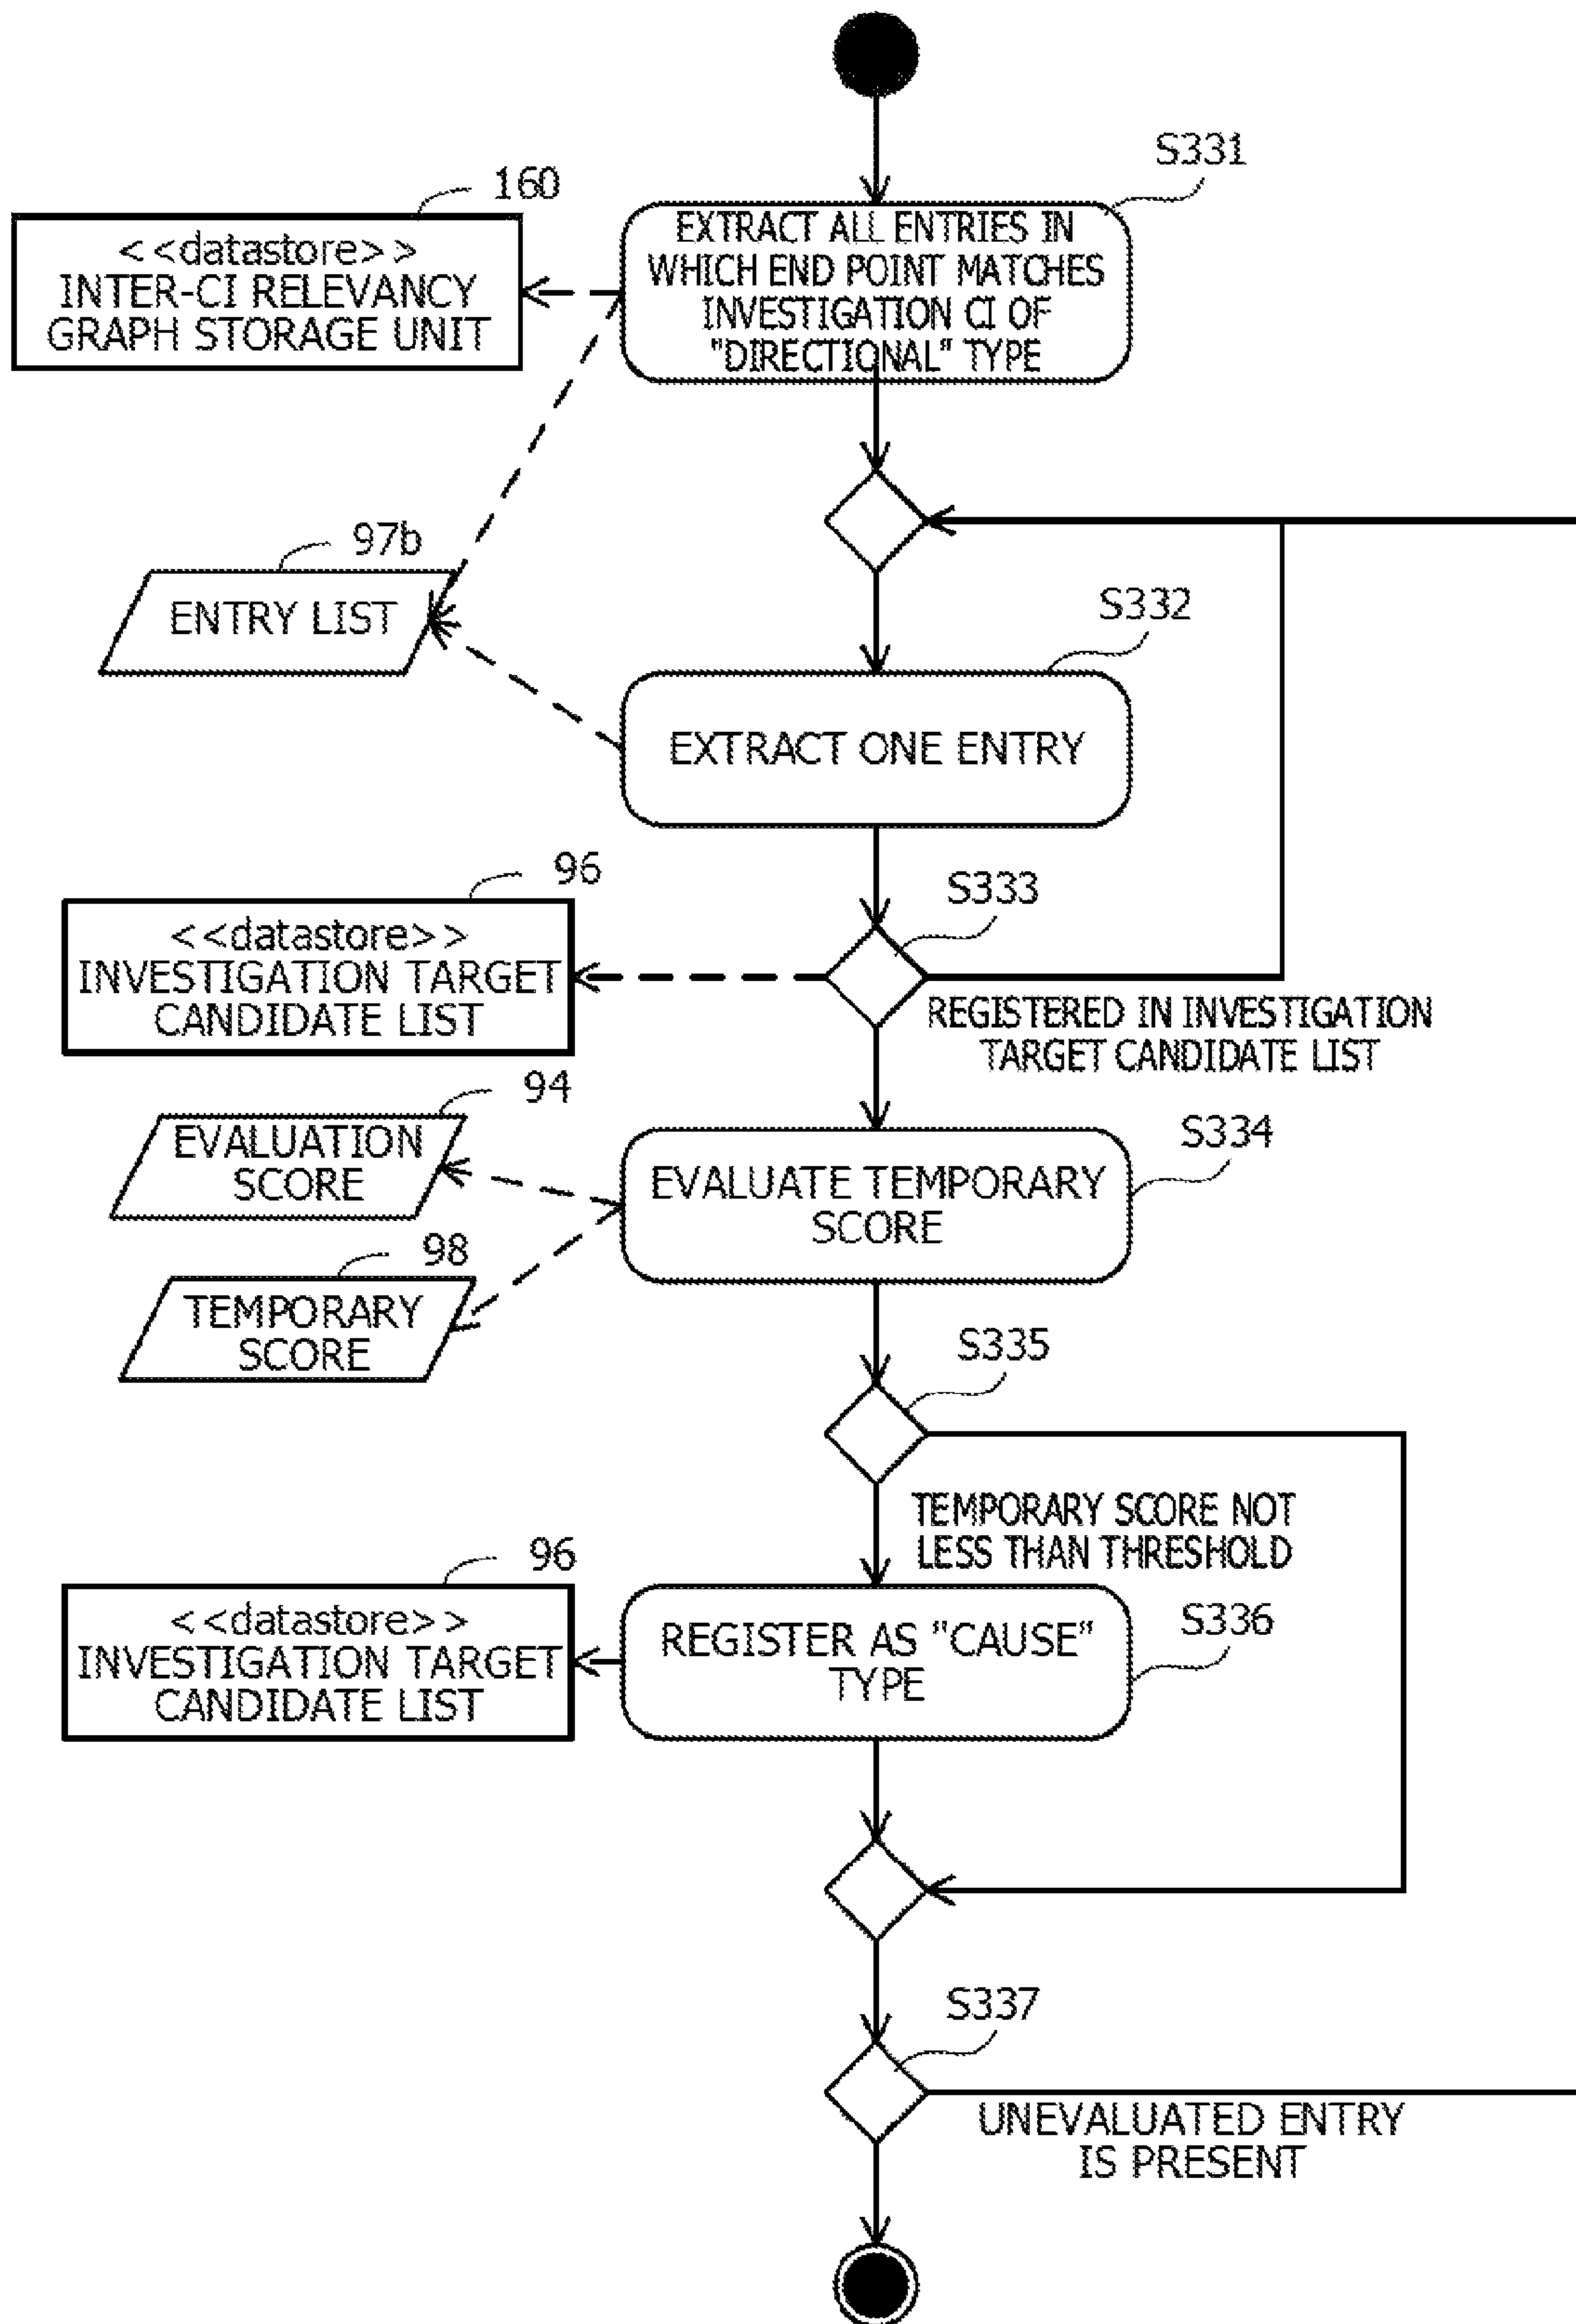 S331
160
EXTRACT ALL ENTRIES IN
WHICH END POINT MATCHES
INVESTIGATION CI OF
"DIRECTIONAL" TYPE
<<datastore>>
INTER-CI RELEVANCY
GRAPH STORAGE UNIT
97b
ENTRY LIST
S332
EXTRACT ONE ENTRY
96
S333
<<datastore>>
INVESTIGATION TARGET
CANDIDATE LIST
REGISTERED IN INVESTIGATION
TARGET CANDIDATE LIST
94
EVALUATION
SCORE
S334
EVALUATE TEMPORARY
SCORE
98
TEMPORARY
SCORE
S335
TEMPORARY SCORE NOT
LESS THAN THRESHOLD
96
<<datastore>>
INVESTIGATION TARGET
CANDIDATE LIST
REGISTER AS "CAUSE"
TYPE
S336
S337
UNEVALUATED ENTRY
IS PRESENT